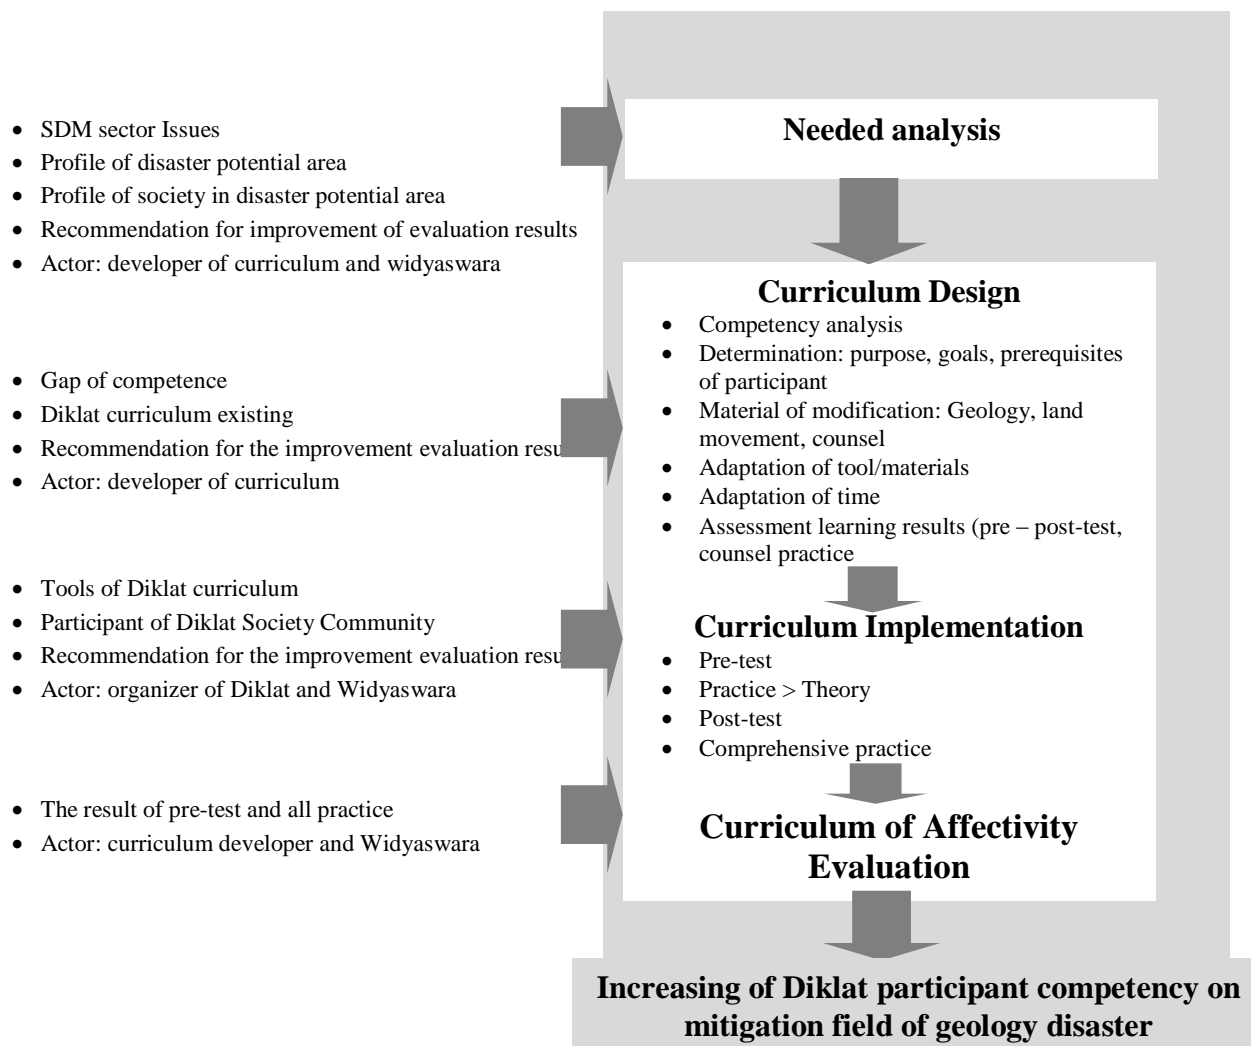 • SDM sector Issues
• Profile of disaster potential area
• Profile of society in disaster potential area
• Recommendation for improvement of evaluation results
• Actor: developer of curriculum and widyaswara
Needed analysis
• Gap of competence
• Diklat curriculum existing
• Recommendation for the improvement evaluation resu
• Actor: developer of curriculum
Curriculum Design
• Competency analysis
• Determination: purpose, goals, prerequisites
of participant
• Material of modification: Geology, land
movement, counsel
• Adaptation of tool/materials
• Adaptation of time
• Assessment learning results (pre – post-test,
counsel practice
• Tools of Diklat curriculum
• Participant of Diklat Society Community
• Recommendation for the improvement evaluation resu
• Actor: organizer of Diklat and Widyaswara
Curriculum Implementation
• Pre-test
• Practice > Theory
• Post-test
• Comprehensive practice
• The result of pre-test and all practice
• Actor: curriculum developer and Widyaswara
Curriculum of Affectivity
Evaluation
Increasing of Diklat participant competency on
mitigation field of geology disaster